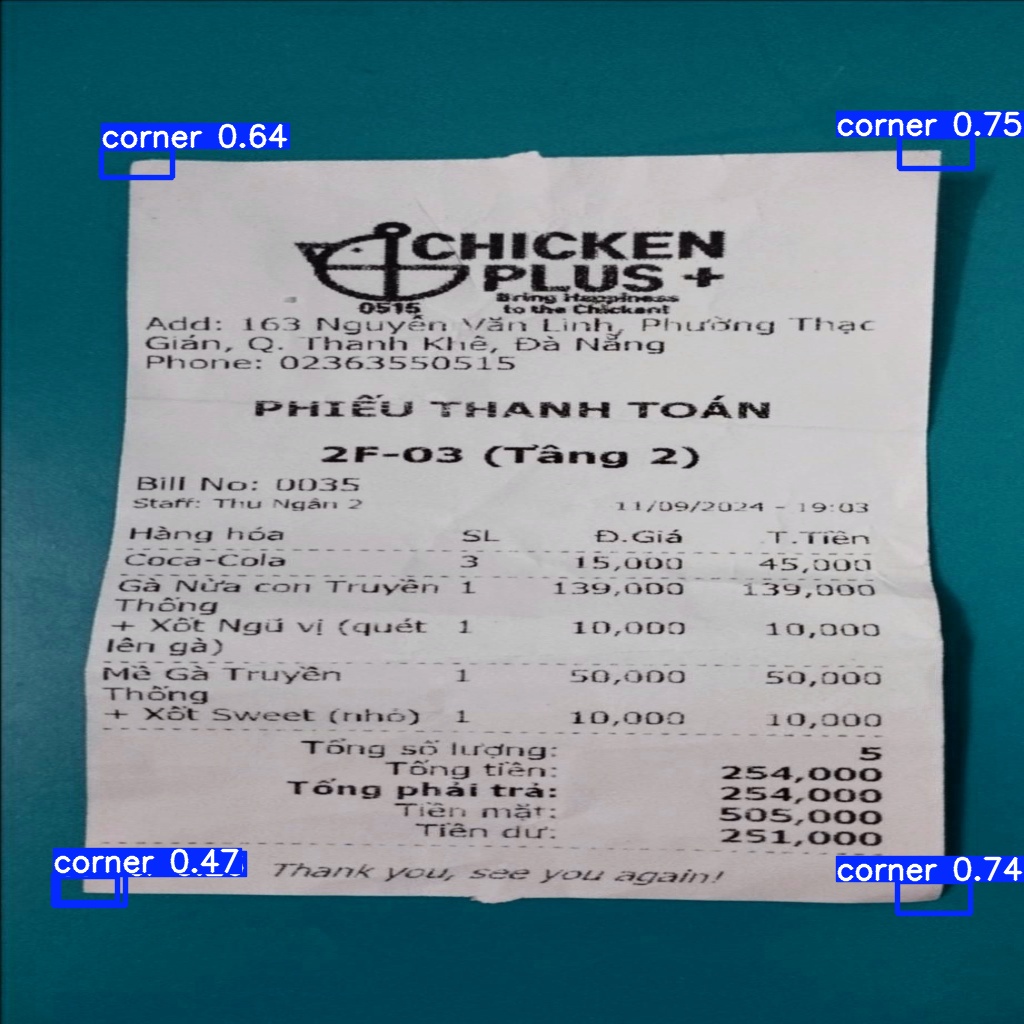 corner 0.64
corner 0.75
CHICKEN
PLUS +
Bring Happiness
0515 to the Chickent
Add: 163 Nguyễn Văn Linh, Phường Thạc
Gián, Q. Thanh Khê, Đà Nẵng
Phone: 02363550515
PHIẾU THANH TOÁN
2F-03 (Tầng 2)
Bill No: 0035
Staff: Thu Ngân 2 11/09/2024 - 19:03
Hàng hóa SL Đ.Giá T.Tiền
Coca-Cola 3 15,000 45,000
Gà Nửa con Truyền 1 139,000 139,000
Thống
+ Xốt Ngũ vị (quét 1 10,000 10,000
lên gà)
Mề Gà Truyền 1 50,000 50,000
Thống
+ Xốt Sweet (nhỏ) 1 10,000 10,000
Tổng số lượng: 5
Tổng tiền: 254,000
Tổng phải trả: 254,000
Tiền mặt: 505,000
Tiền dư: 251,000
corner 0.47
Thank you, see you again!
corner 0.74